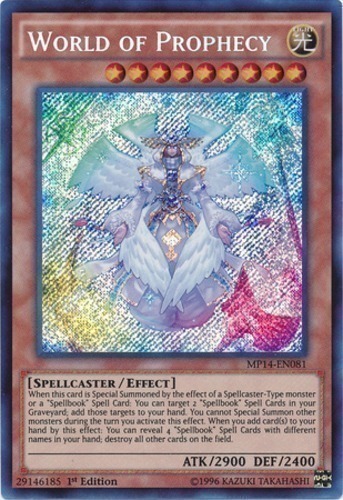 WORLD OF PROPHECY
LIGHT
光
MP14-EN081
[SPELLCASTER / EFFECT]
When this card is Special Summoned by the effect of a Spellcaster-Type monster
or a "Spellbook" Spell Card: You can target 2 "Spellbook" Spell Cards in your
Graveyard; add those targets to your hand. You cannot Special Summon other
monsters during the turn you activate this effect. When you add card(s) to your
hand by this effect: You can reveal 4 "Spellbook" Spell Cards with different
names in your hand; destroy all other cards on the field.
ATK/2900 DEF/2400
29146185 1st Edition ©1996 KAZUKI TAKAHASHI